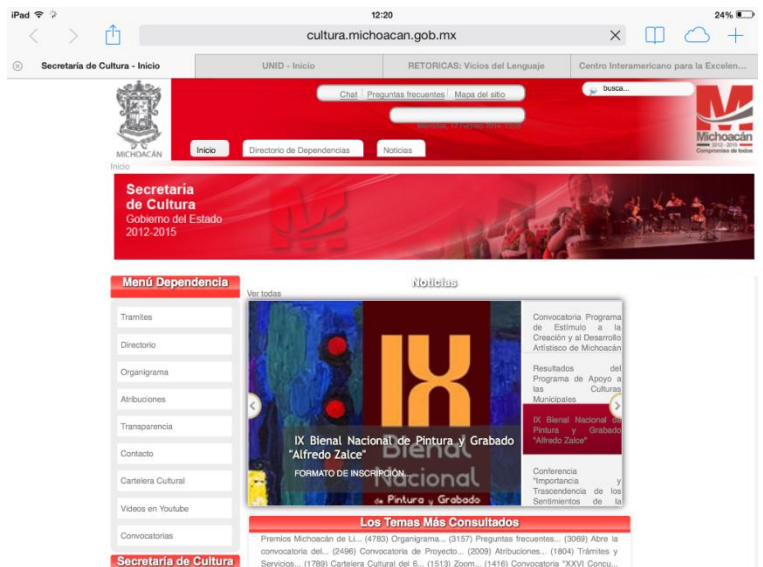 iPad
12:20
24%
cultura.michoacan.gob.mx
Secretaría de Cultura - Inicio
UNID - Inicio
RETORICAS: Vicios del Lenguaje
Centro Interamericano para la Excelen...
Chat
Preguntas frecuentes
Mapa del sitio
busca...
MICHOACÁN
Inicio
Directorio de Dependencias
Noticias
Michoacán
2012 - 2015
Compromiso de todos
Inicio
Secretaría
de Cultura
Gobierno del Estado
2012-2015
Menú Dependencia
Tramites
Directorio
Organigrama
Atribuciones
Transparencia
Contacto
Cartelera Cultural
Videos en Youtube
Convocatorias
Secretaría de Cultura
Noticias
Ver todas
IX
Bienal
Nacional
de Pintura y Grabado
IX Bienal Nacional de Pintura y Grabado
"Alfredo Zalce"
FORMATO DE INSCRIPCIÓN...
Convocatoria Programa
de Estímulo a la
Creación y al Desarrollo
Artístisco de Michoacán
Resultados del
Programa de Apoyo a
las Culturas
Municipales
IX Bienal Nacional de
Pintura y Grabado
"Alfredo Zalce"
Conferencia
"Importancia y
Trascendencia de los
Sentimientos de la
Los Temas Más Consultados
Premios Michoacán de Li... (4783) Organigrama... (3157) Preguntas frecuentes... (3069) Abre la
convocatoria del... (2496) Convocatoria de Proyecto... (2009) Atribuciones... (1804) Trámites y
Servicios... (1789) Cartelera Cultural del 6... (1513) Zoom... (1416) Convocatoria "XXVI Concu...